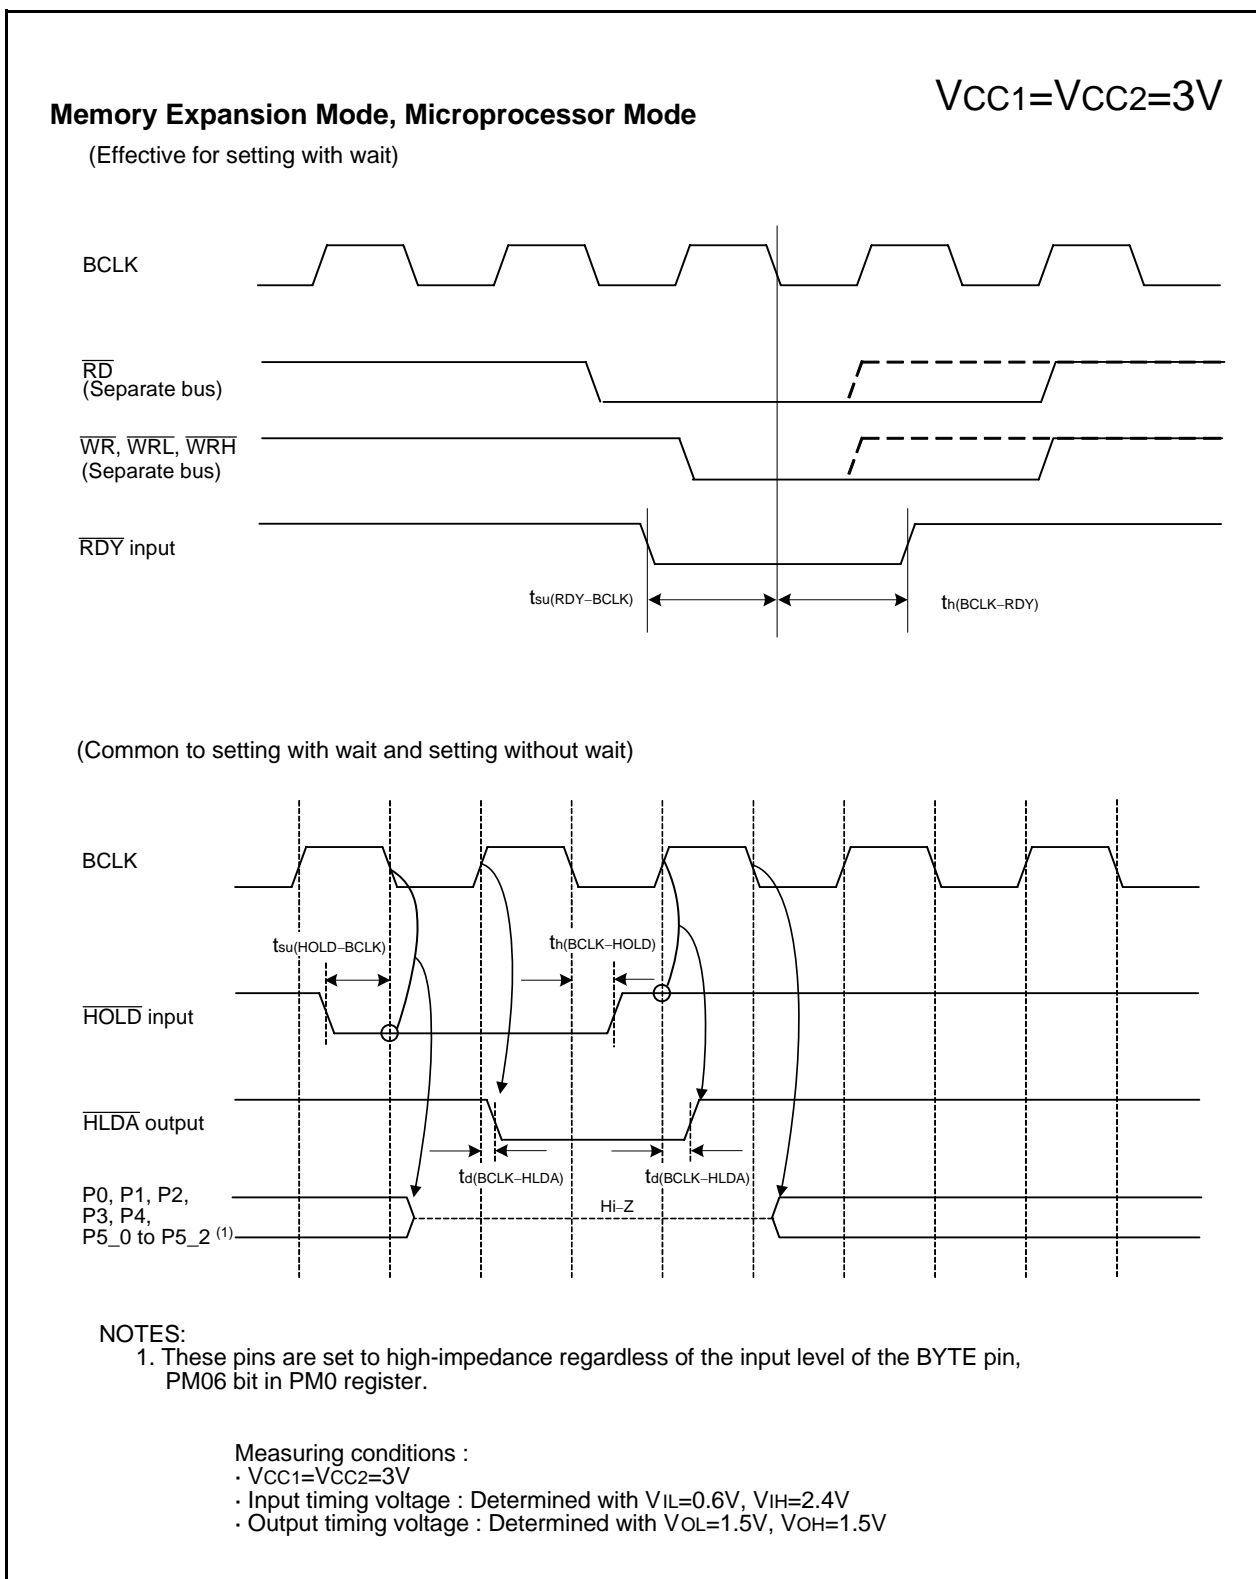 VCC1=VCC2=3V
Memory Expansion Mode, Microprocessor Mode
(Effective for setting with wait)
BCLK
RD
(Separate bus)
WR, WRL, WRH
(Separate bus)
RDY input
tsu(RDY−BCLK)
th(BCLK−RDY)
(Common to setting with wait and setting without wait)
BCLK
tsu(HOLD−BCLK)
th(BCLK−HOLD)
HOLD input
HLDA output
td(BCLK−HLDA)
td(BCLK−HLDA)
P0, P1, P2,
P3, P4,
P5_0 to P5_2 (1)
Hi−Z
NOTES:
1. These pins are set to high-impedance regardless of the input level of the BYTE pin,
PM06 bit in PM0 register.
Measuring conditions :
· VCC1=VCC2=3V
· Input timing voltage : Determined with VIL=0.6V, VIH=2.4V
· Output timing voltage : Determined with VOL=1.5V, VOH=1.5V